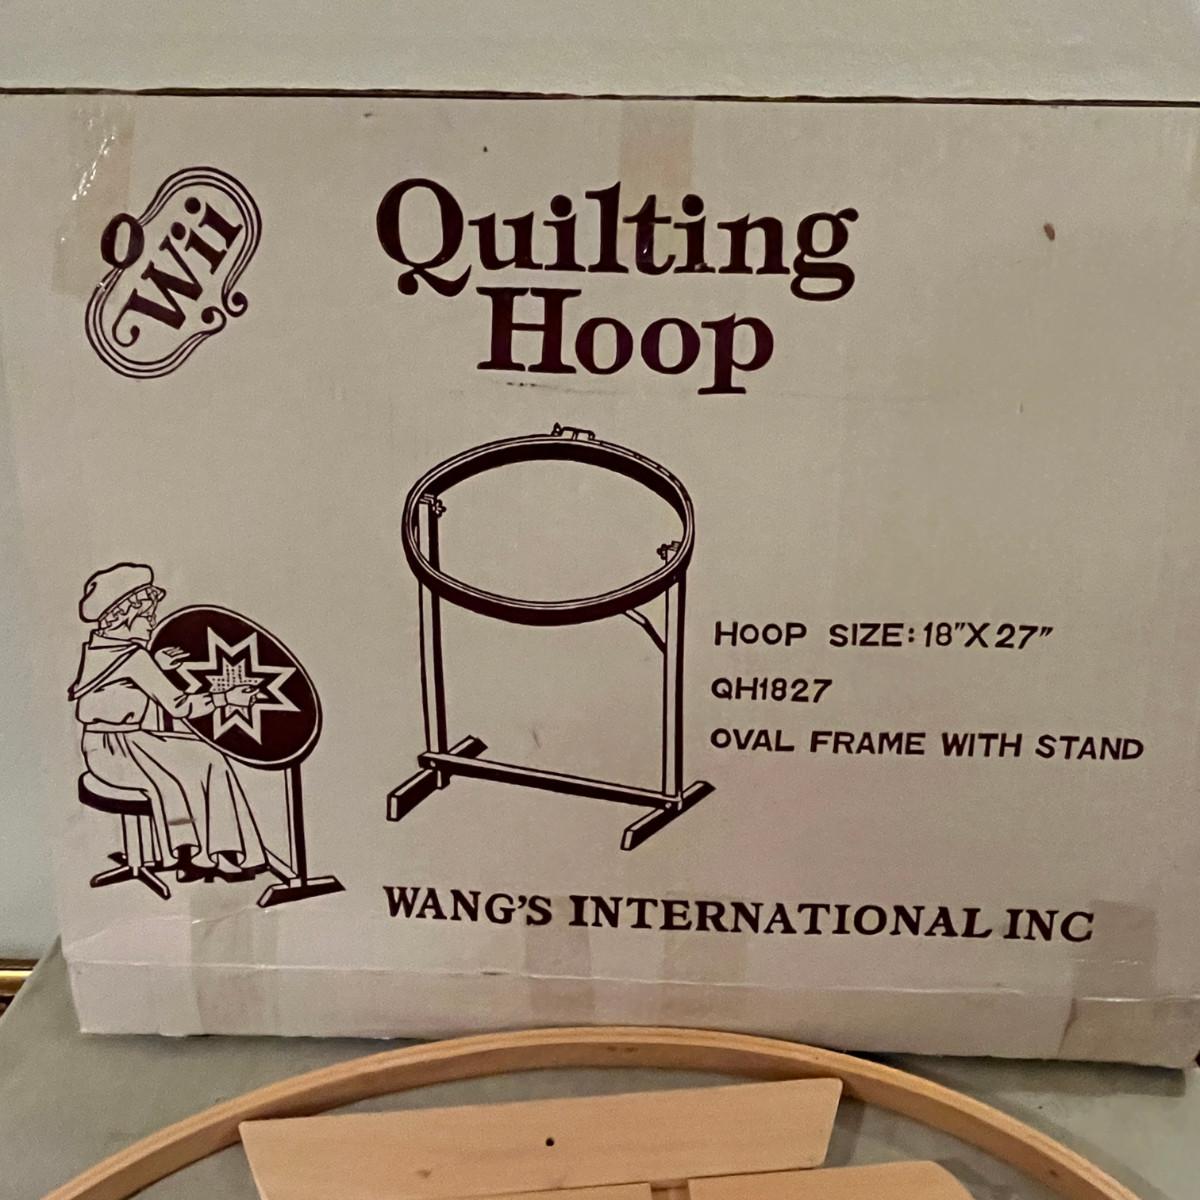 Wii
Quilting
Hoop
HOOP SIZE: 18"X27"
QH1827
OVAL FRAME WITH STAND
WANG'S INTERNATIONAL INC